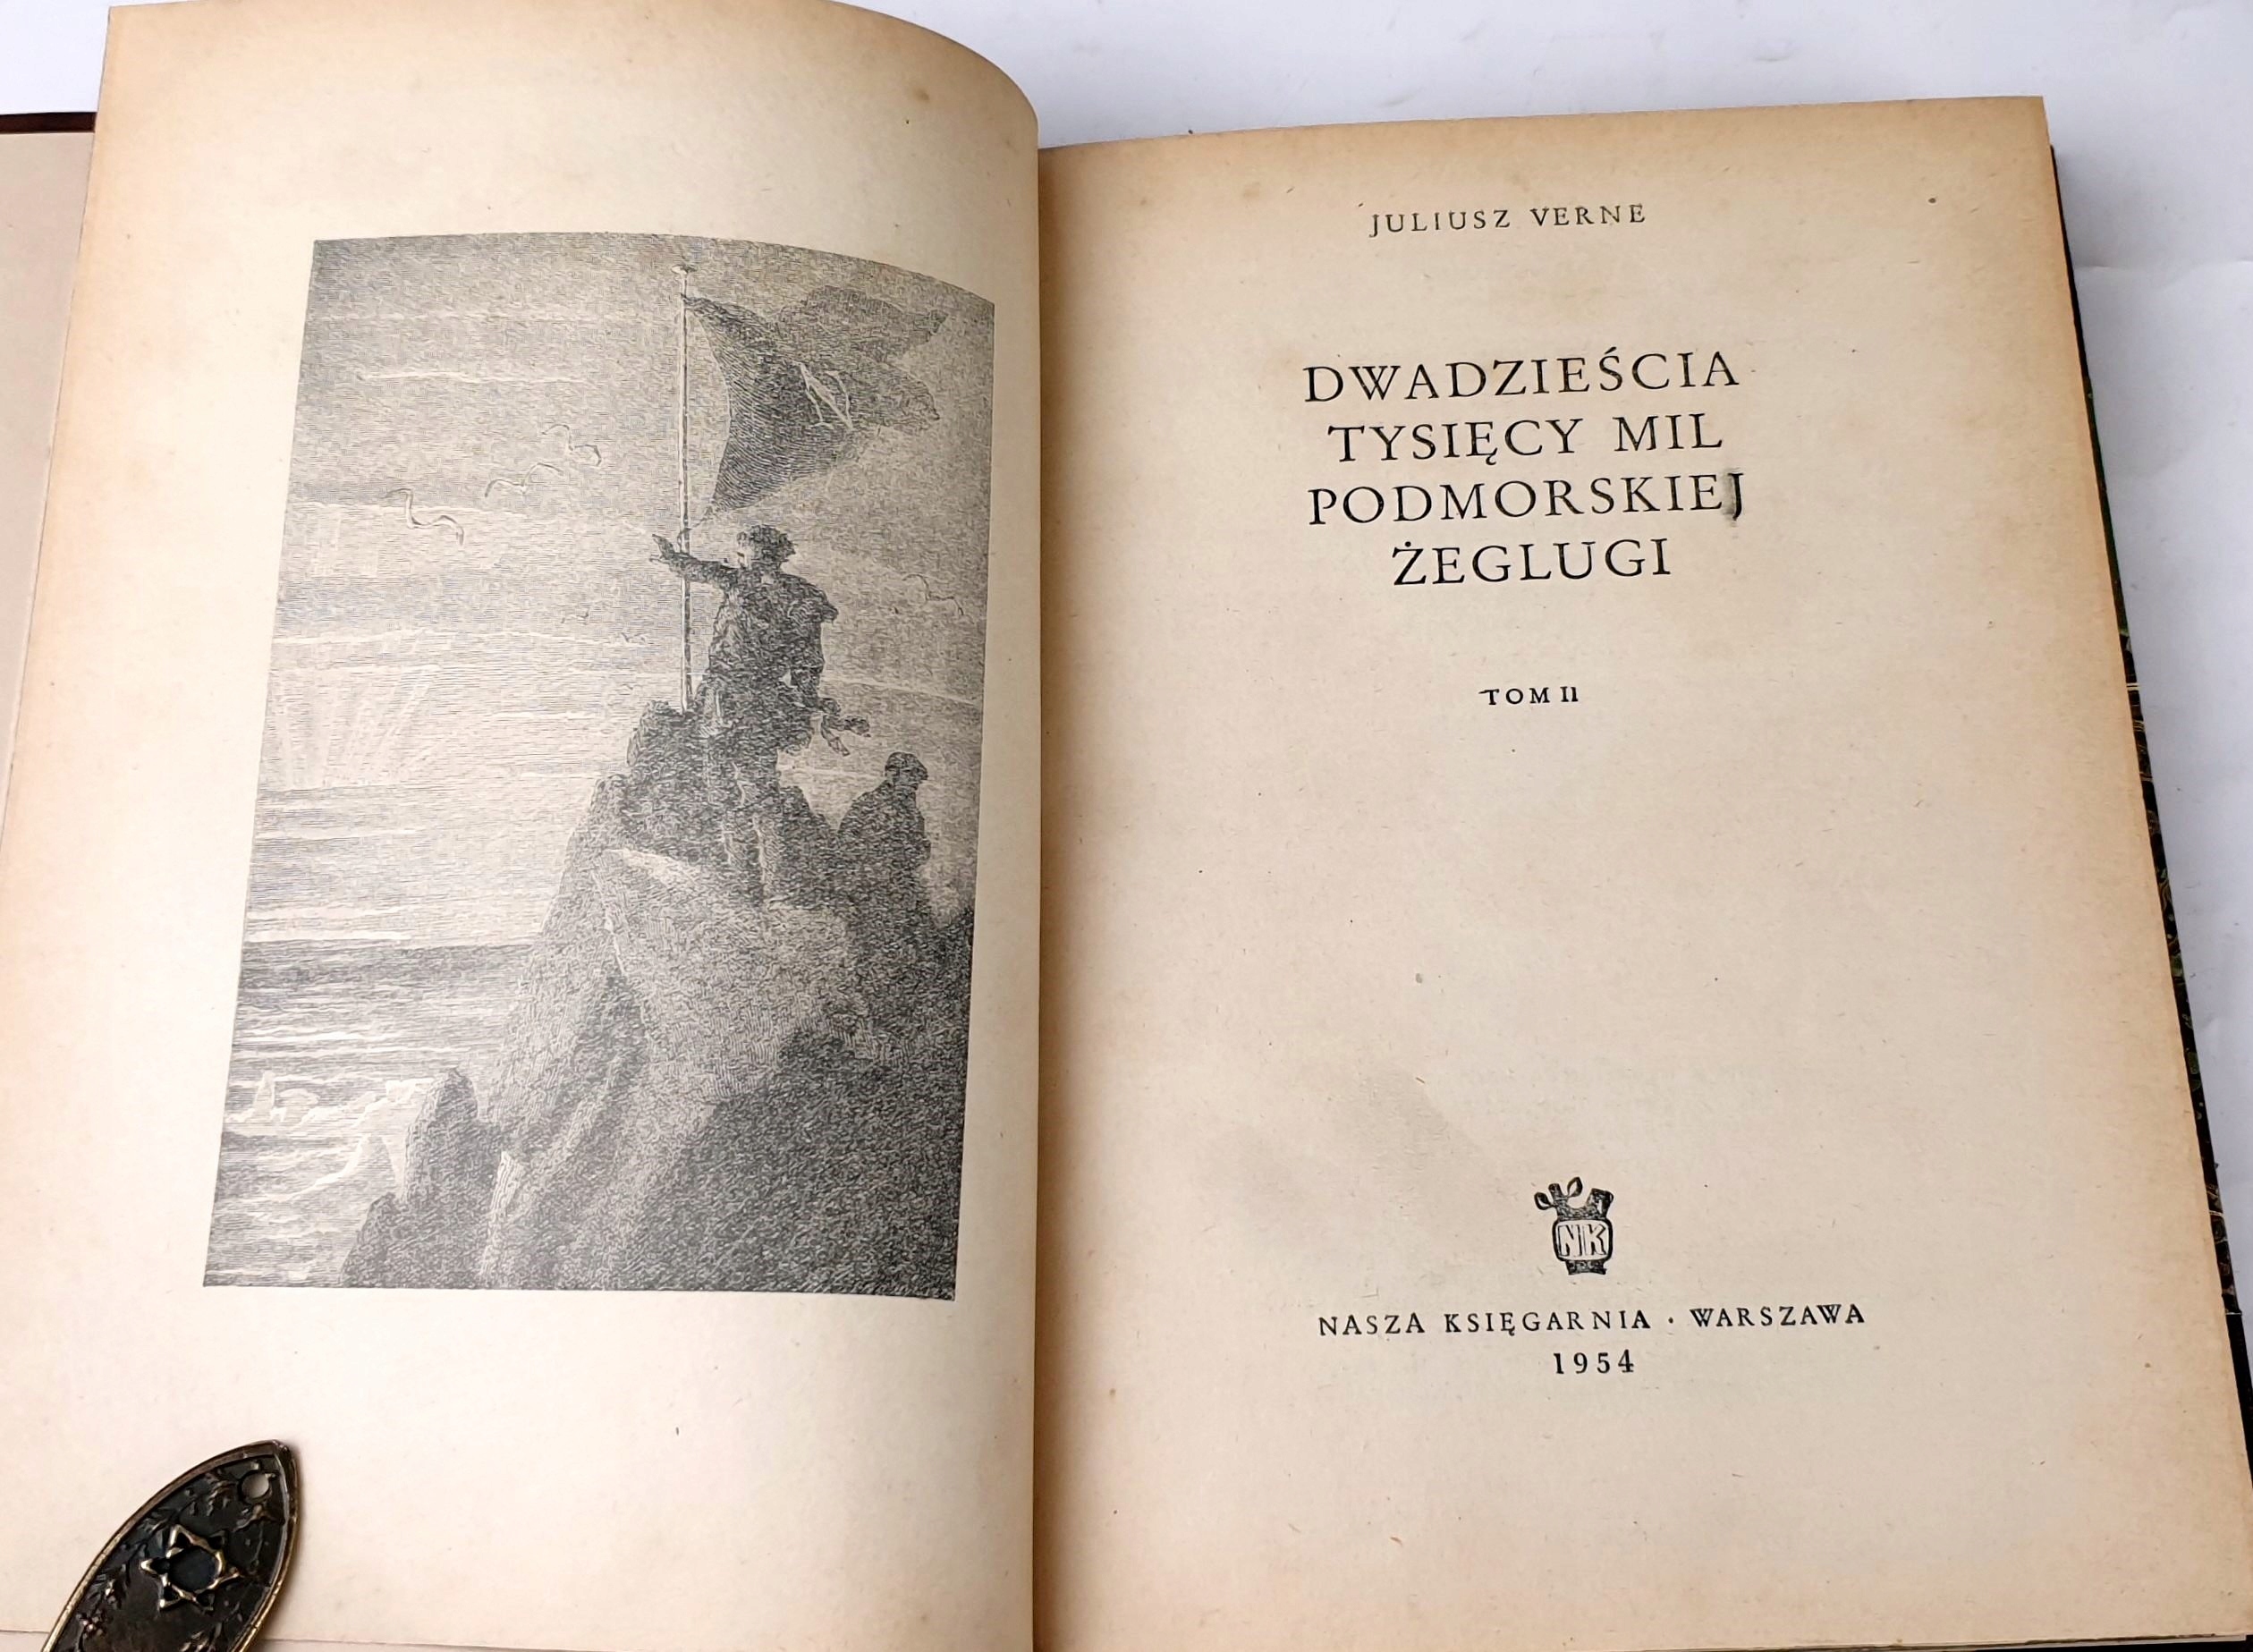 JULIUSZ VERNE
DWADZIEŚCIA
TYSIĘCY MIL
PODMORSKIEJ
ŻEGLUGI
TOM II
NK
NASZA KSIĘGARNIA · WARSZAWA
1954